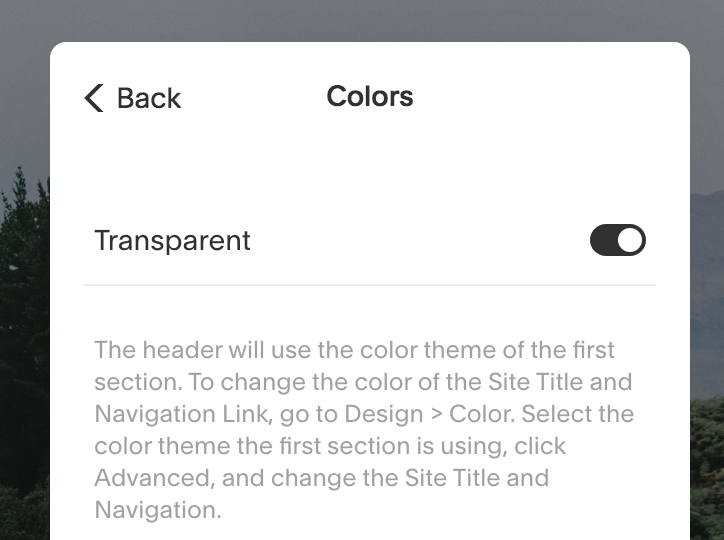 Back
Colors
Transparent
The header will use the color theme of the first
section. To change the color of the Site Title and
Navigation Link, go to Design > Color. Select the
color theme the first section is using, click
Advanced, and change the Site Title and
Navigation.